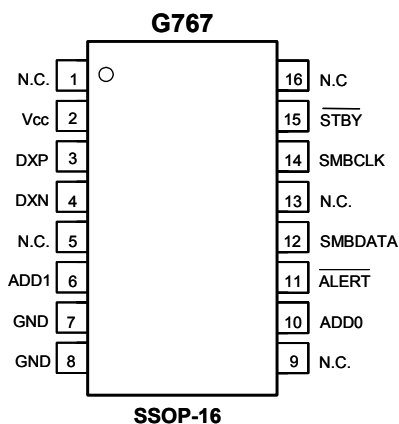 G767
N.C. 1 16 N.C
Vcc 2 15 STBY
DXP 3 14 SMBCLK
DXN 4 13 N.C.
N.C. 5 12 SMBDATA
ADD1 6 11 ALERT
GND 7 10 ADD0
GND 8 9 N.C.
SSOP-16